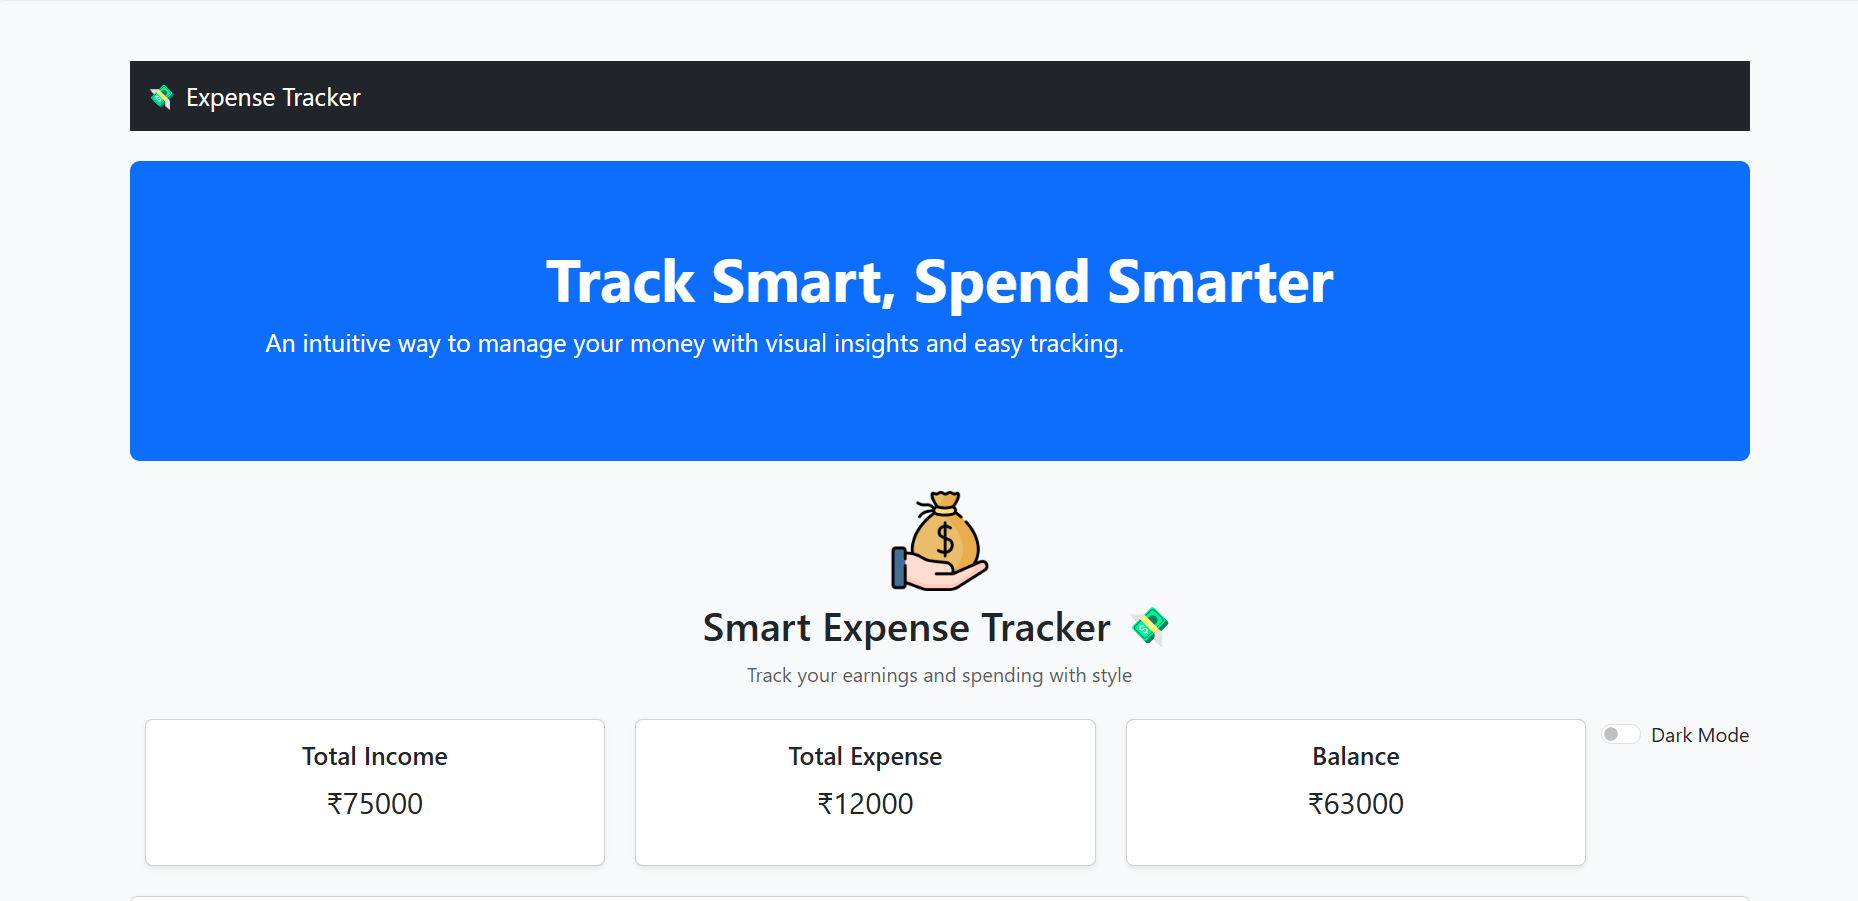 💸 Expense Tracker
Track Smart, Spend Smarter
An intuitive way to manage your money with visual insights and easy tracking.
$
Smart Expense Tracker 💸
Track your earnings and spending with style
Total Income
₹75000
Total Expense
₹12000
Balance
₹63000
Dark Mode